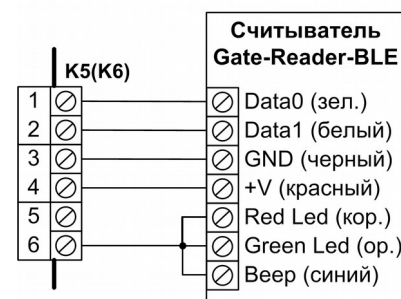 Считыватель
Gate-Reader-BLE
K5(K6)
1 Data0 (зел.)
2 Data1 (белый)
3 GND (черный)
4 +V (красный)
5 Red Led (кор.)
6 Green Led (ор.)
Beep (синий)